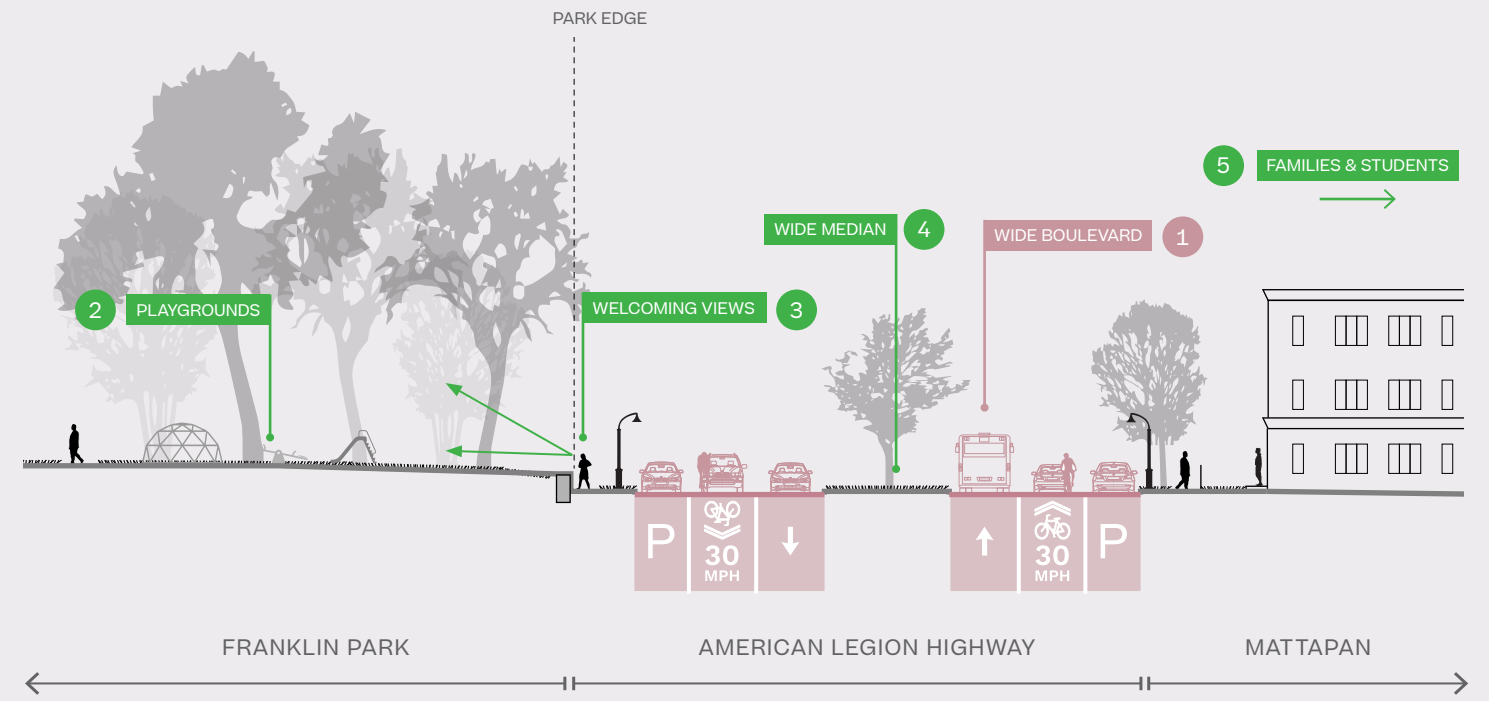 PARK EDGE
5 FAMILIES & STUDENTS
WIDE MEDIAN 4
WIDE BOULEVARD 1
2 PLAYGROUNDS
WELCOMING VIEWS 3
P
30
MPH
30
MPH
P
FRANKLIN PARK
AMERICAN LEGION HIGHWAY
MATTAPAN